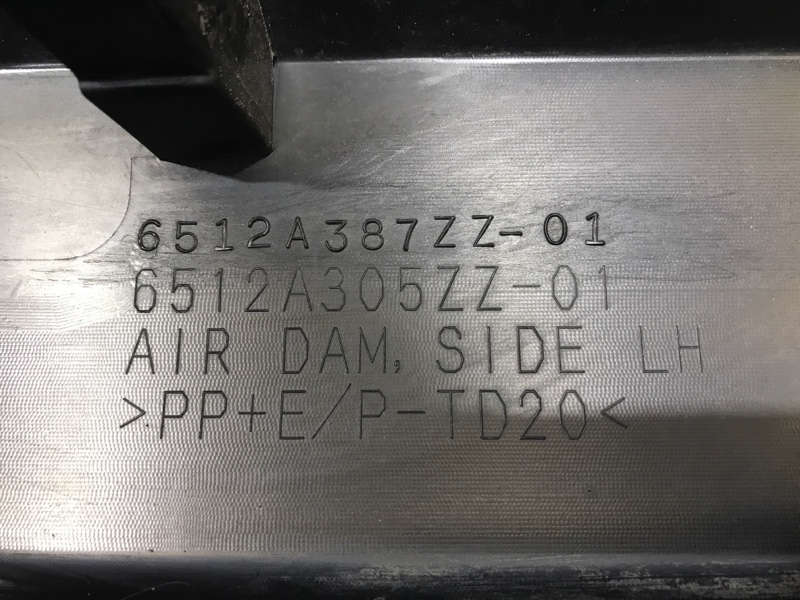 6512A387ZZ-01
6512A305ZZ-01
AIR DAM, SIDE LH
>PP+E/P-TD20<